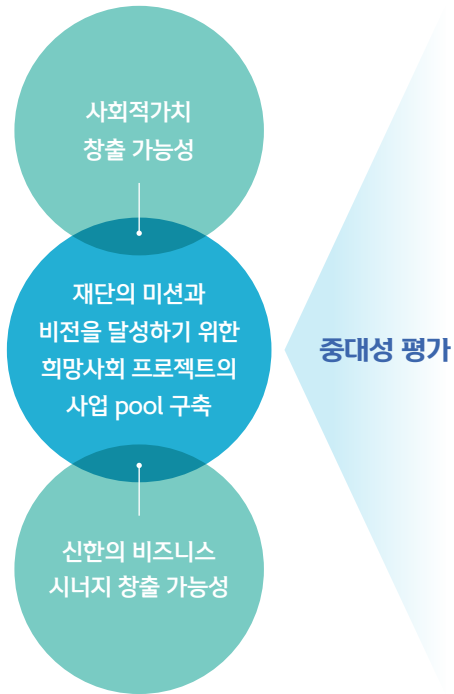 사회적가치
창출 가능성
재단의 미션과
비전을 달성하기 위한
희망사회 프로젝트의
사업 pool 구축
중대성 평가
신한의 비즈니스
시너지 창출 가능성